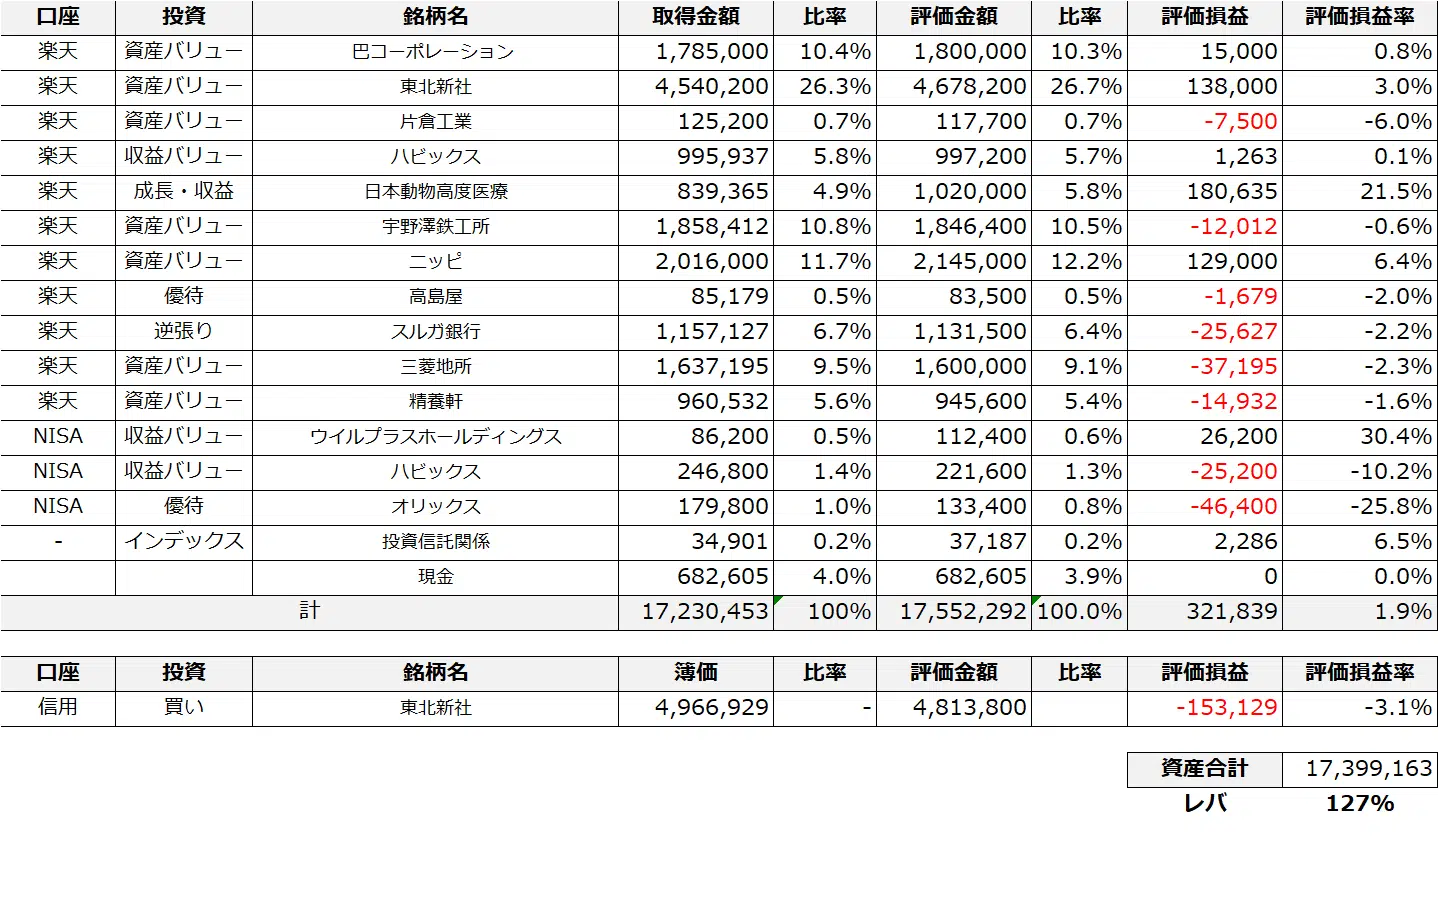 口座 投資 銘柄名 取得金額 比率 評価金額 比率 評価損益 評価損益率
楽天 資産バリュー 巴コーポレーション 1,785,000 10.4% 1,800,000 10.3% 15,000 0.8%
楽天 資産バリュー 東北新社 4,540,200 26.3% 4,678,200 26.7% 138,000 3.0%
楽天 資産バリュー 片倉工業 125,200 0.7% 117,700 0.7% -7,500 -6.0%
楽天 収益バリュー ハビックス 995,937 5.8% 997,200 5.7% 1,263 0.1%
楽天 成長・収益 日本動物高度医療 839,365 4.9% 1,020,000 5.8% 180,635 21.5%
楽天 資産バリュー 宇野澤鉄工所 1,858,412 10.8% 1,846,400 10.5% -12,012 -0.6%
楽天 資産バリュー ニッピ 2,016,000 11.7% 2,145,000 12.2% 129,000 6.4%
楽天 優待 高島屋 85,179 0.5% 83,500 0.5% -1,679 -2.0%
楽天 逆張り スルガ銀行 1,157,127 6.7% 1,131,500 6.4% -25,627 -2.2%
楽天 資産バリュー 三菱地所 1,637,195 9.5% 1,600,000 9.1% -37,195 -2.3%
楽天 資産バリュー 精養軒 960,532 5.6% 945,600 5.4% -14,932 -1.6%
NISA 収益バリュー ウイルプラスホールディングス 86,200 0.5% 112,400 0.6% 26,200 30.4%
NISA 収益バリュー ハビックス 246,800 1.4% 221,600 1.3% -25,200 -10.2%
NISA 優待 オリックス 179,800 1.0% 133,400 0.8% -46,400 -25.8%
- インデックス 投資信託関係 34,901 0.2% 37,187 0.2% 2,286 6.5%
現金 682,605 4.0% 682,605 3.9% 0 0.0%
計 17,230,453 100% 17,552,292 100.0% 321,839 1.9%
口座 投資 銘柄名 簿価 比率 評価金額 比率 評価損益 評価損益率
信用 買い 東北新社 4,966,929 - 4,813,800 -153,129 -3.1%
資産合計 17,399,163
レバ 127%